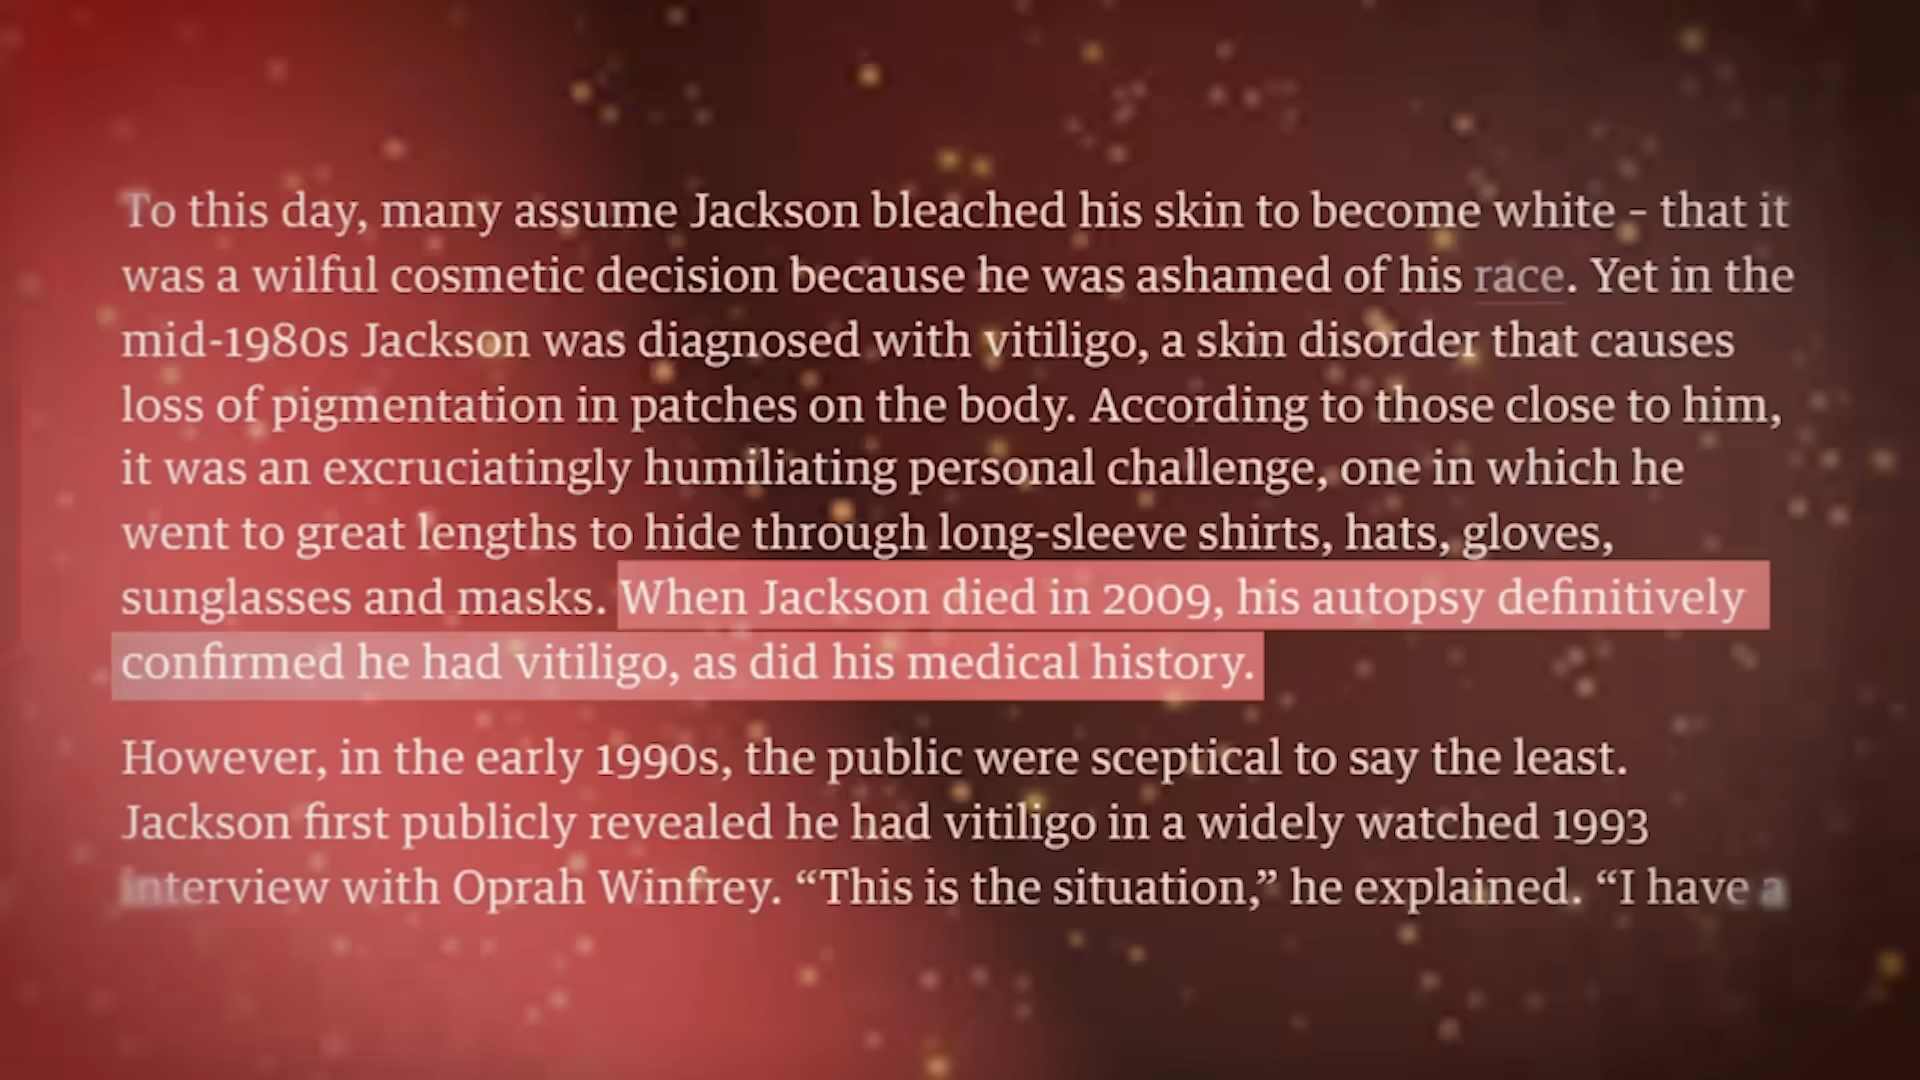 To this day, many assume Jackson bleached his skin to become white – that it
was a wilful cosmetic decision because he was ashamed of his race. Yet in the
mid-1980s Jackson was diagnosed with vitiligo, a skin disorder that causes
loss of pigmentation in patches on the body. According to those close to him,
it was an excruciatingly humiliating personal challenge, one in which he
went to great lengths to hide through long-sleeve shirts, hats, gloves,
sunglasses and masks. When Jackson died in 2009, his autopsy definitively
confirmed he had vitiligo, as did his medical history.
However, in the early 1990s, the public were sceptical to say the least.
Jackson first publicly revealed he had vitiligo in a widely watched 1993
interview with Oprah Winfrey. “This is the situation,” he explained. “I have a